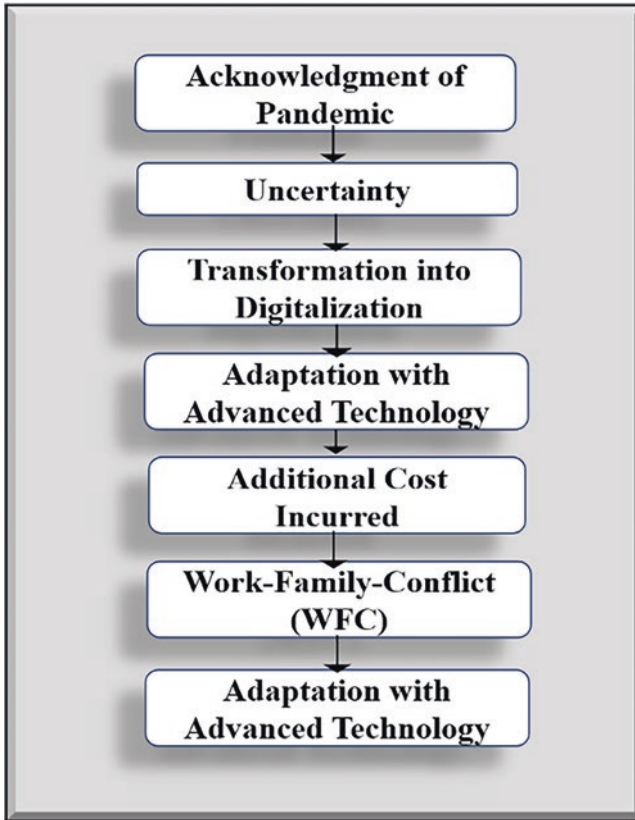 Acknowledgment of
Pandemic
Uncertainty
Transformation into
Digitalization
Adaptation with
Advanced Technology
Additional Cost
Incurred
Work-Family-Conflict
(WFC)
Adaptation with
Advanced Technology